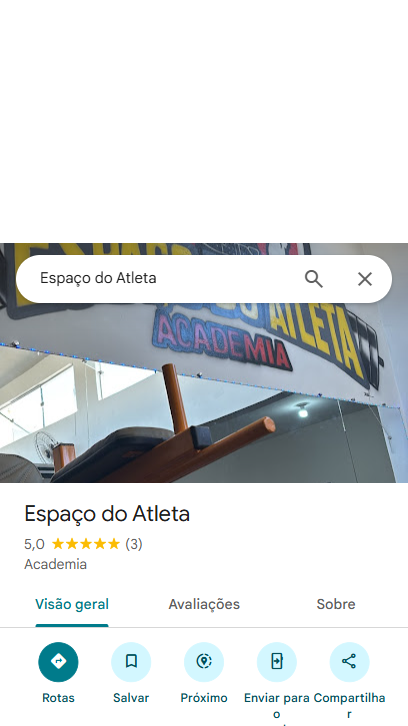 Espaço do Atleta
ATLETA
ACADEMIA
Espaço do Atleta
5,0 (3)
Academia
Visão geral Avaliações Sobre
Rotas Salvar Próximo Enviar para o Compartilhar